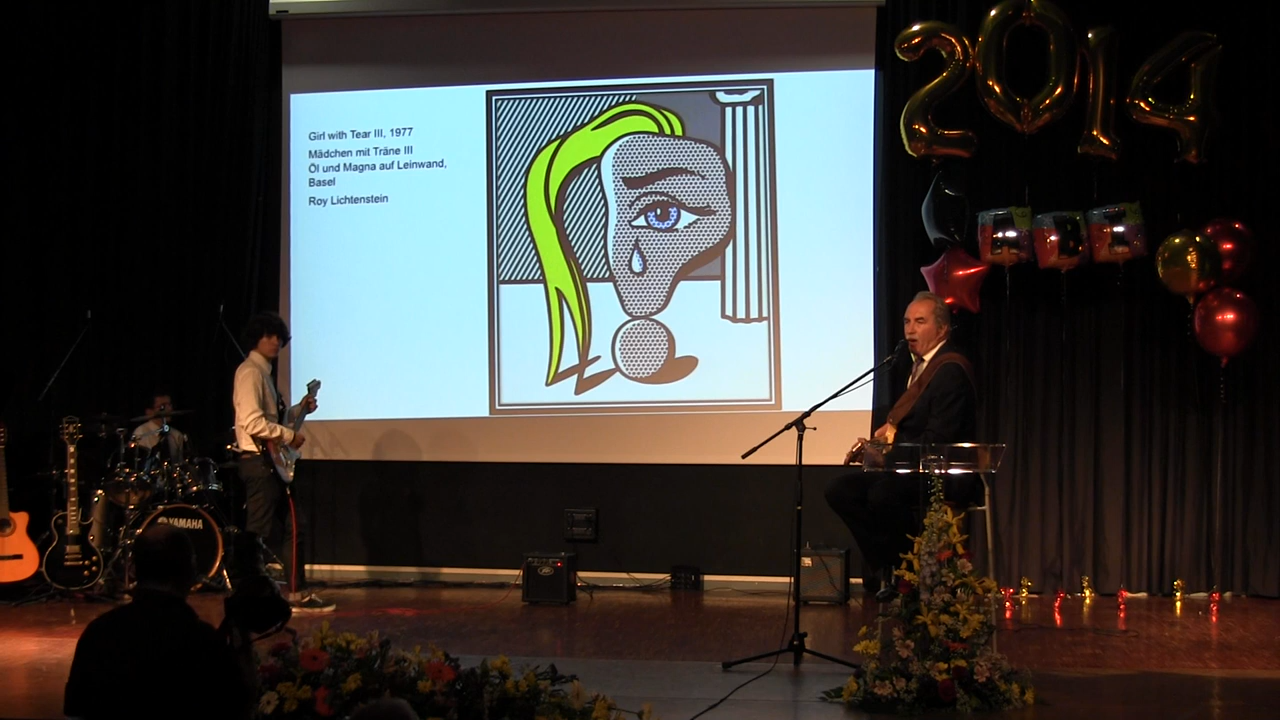 Girl with Tear III, 1977
Mädchen mit Träne III
Öl und Magna auf Leinwand,
Basel
Roy Lichtenstein
2014
ABI
YAMAHA